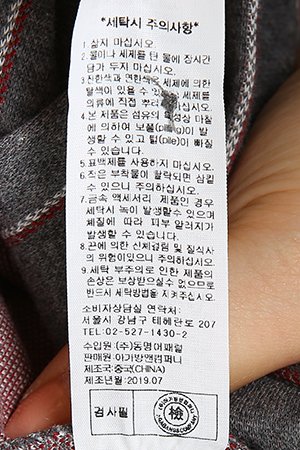 *세탁시 주의사항*
1. 삶지 마십시오.
2. 물이나 세제를 탄 물에 장시간
담가 두지 마십시오.
3. 진한색과 면한색은 세제에 의한
탈색이 있을 수 세제를
의류에 직접 뿌리 마십시오
4. 본 제품은 섬유의 특성상 마찰
에 의하여 보풀 이 발
생할 수 있고 털(pile)이 빠질
수 있습니다.
5. 표백제를 사용하지 마십시오.
6. 작은 부착물이 탈락되면 삼킬
수 있으니 주의하십시오.
7. 금속 액세서리 제품인 경우
세탁시 녹이 발생할수 있으며
체질에 따라 피부 알러지가
발생할 수 있습니다.
8. 끈에 의한 신체걸림 및 질식사
의 위험이있으니 주의하십시오.
9. 세탁 부주의로 인한 제품의
손상은 보상받으실수 없으므로
반드시 세탁방법을 지켜주십시오.
소비자상담실 연락처:
서울시 강남구 테헤란로 207
TEL: 02-527-1430~2
수입원 :(주)동명어패럴
판매원:아가방앤컴퍼니
제조국:중국(CHINA)
제조년월:2019.07
검사필
檢
AGABANG&COMPANY